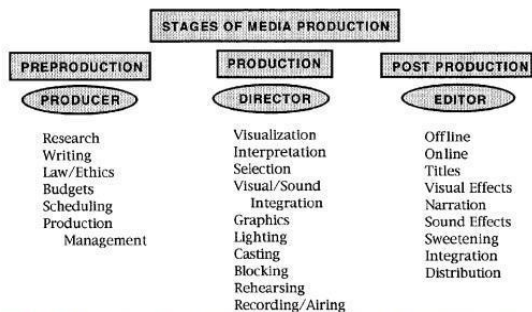 STAGES OF MEDIA PRODUCTION
PREPRODUCTION
PRODUCER
Research
Writing
Law/Ethics
Budgets
Scheduling
Production
Management
PRODUCTION
DIRECTOR
Visualization
Interpretation
Selection
Visual/Sound
Integration
Graphics
Lighting
Casting
Blocking
Rehearsing
Recording/Airing
POST PRODUCTION
EDITOR
Offline
Online
Titles
Visual Effects
Narration
Sound Effects
Sweetening
Integration
Distribution